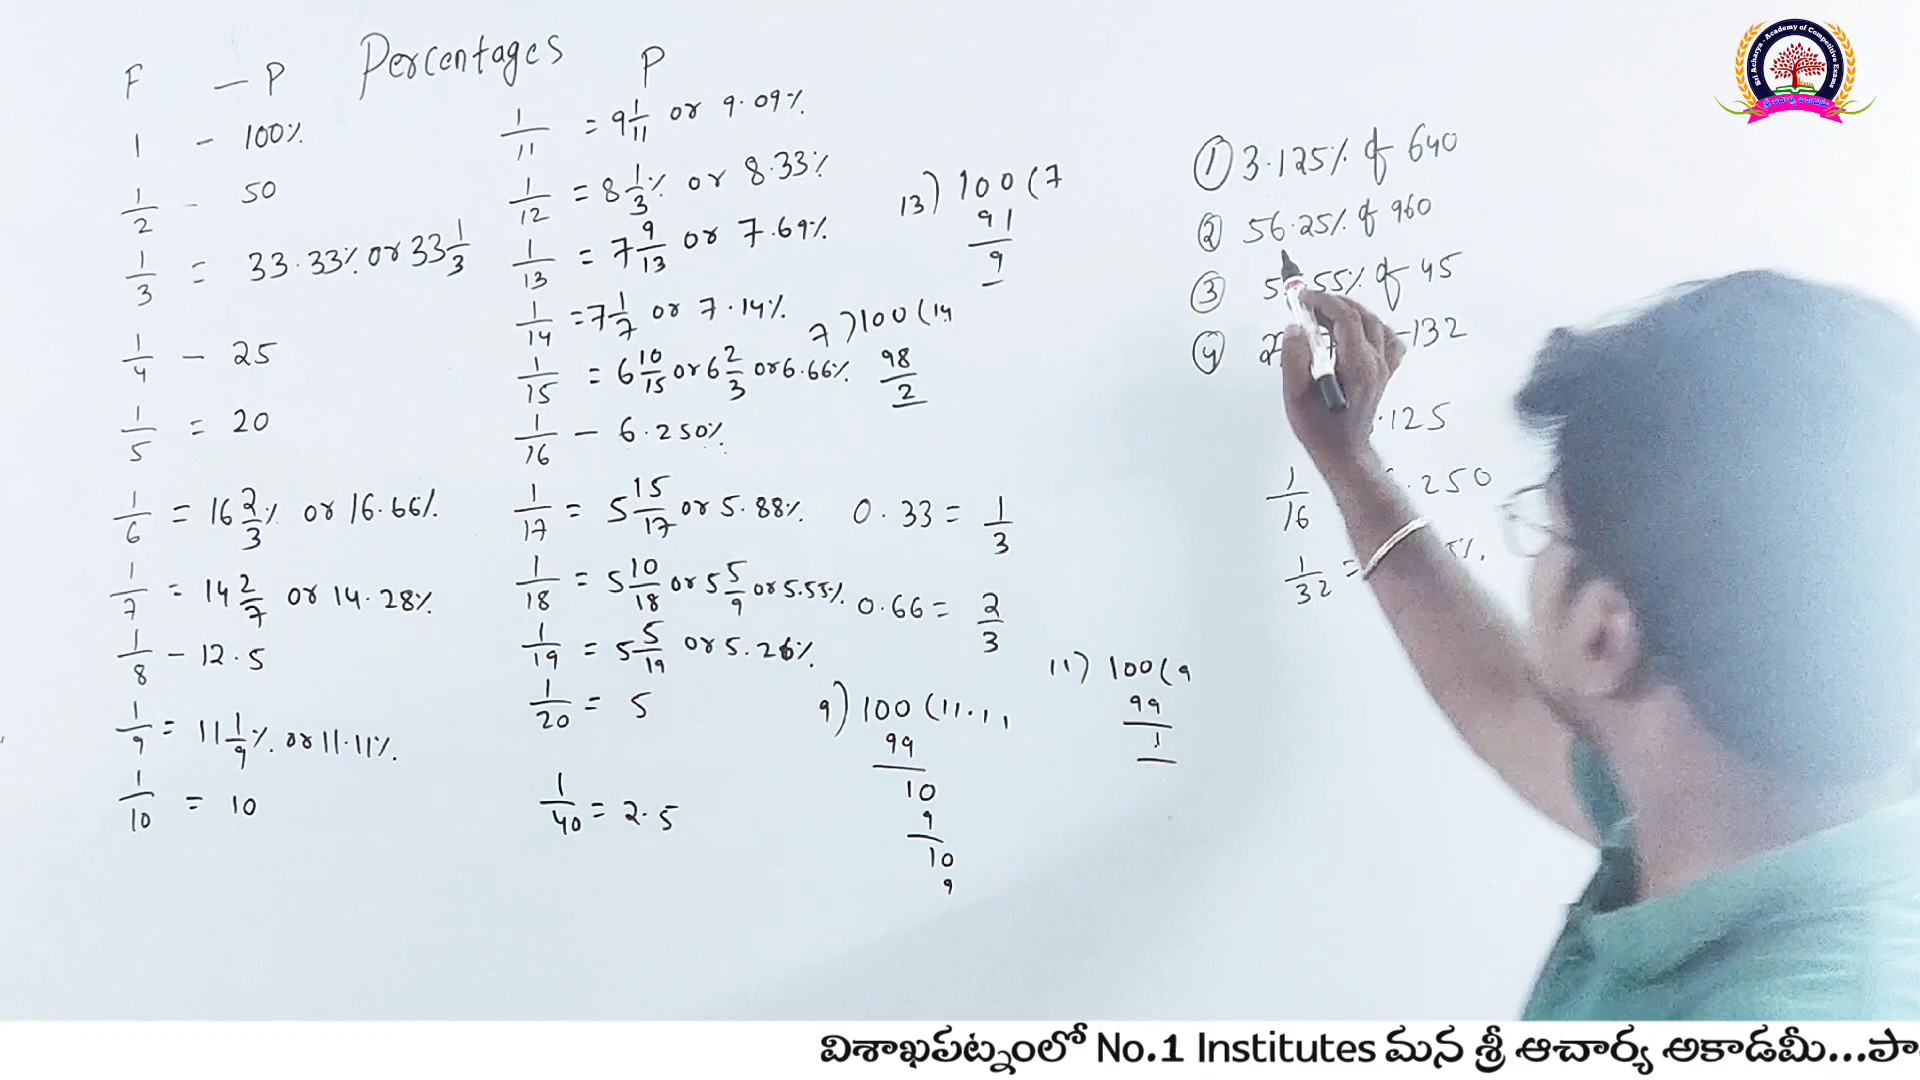 Percentages
F — P
1 - 100%
1/2 - 50
1/3 = 33.33% or 33 1/3
1/4 - 25
1/5 = 20
1/6 = 16 2/3% or 16.66%
1/7 = 14 2/7 or 14.28%
1/8 - 12.5
1/9 = 11 1/9% or 11.11%
1/10 = 10
P
1/11 = 9 1/11 or 9.09%
1/12 = 8 1/3% or 8.33%
1/13 = 7 9/13 or 7.69%
1/14 = 7 1/7 or 7.14%
1/15 = 6 10/15 or 6 2/3 or 6.66%
1/16 - 6.250%
1/17 = 5 15/17 or 5.88%
1/18 = 5 10/18 or 5 5/9 or 5.55%
1/19 = 5 5/19 or 5.26%
1/20 = 5
1/40 = 2.5
13) 100 (7
91
9
7) 100 (14
98
2
0.33 = 1/3
0.66 = 2/3
9) 100 (11.11
99
10
9
10
9
11) 100 (9
99
1
① 3.125% of 640
② 56.25% of 960
③ 55% of 45
④ 132
.125
1/16 .250
1/32 = 5%.
Sri Acharya - Academy of Competitive Exams
శ్రీ ఆచార్య అకాడమీ
విశాఖపట్నంలో No.1 Institutes మన శ్రీ ఆచార్య అకాడమీ...పా